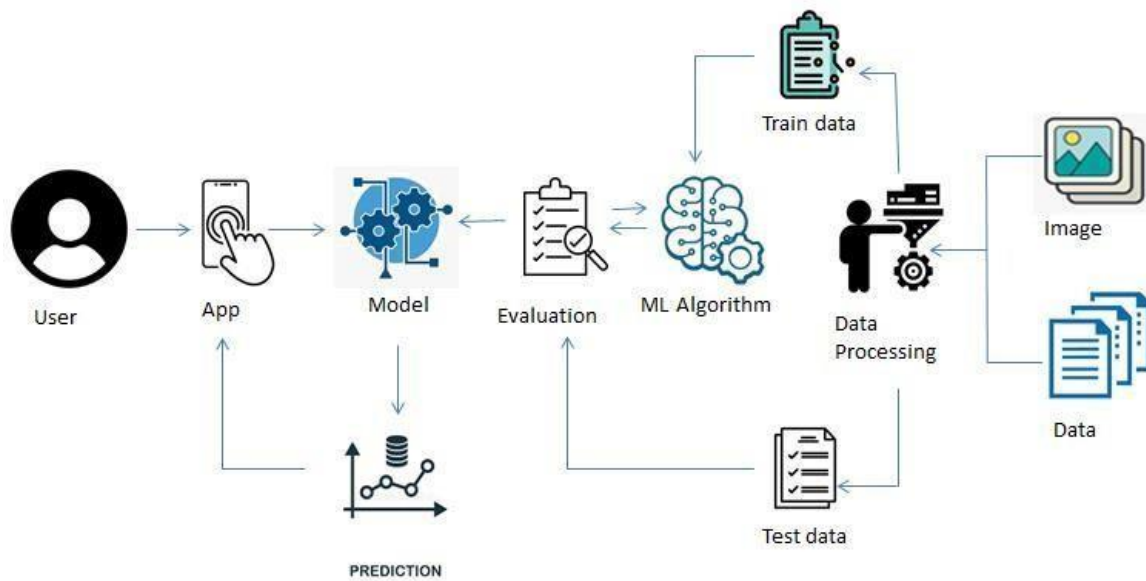 Train data
Image
User
App
Model
Evaluation
ML Algorithm
Data
Processing
Data
Test data
PREDICTION